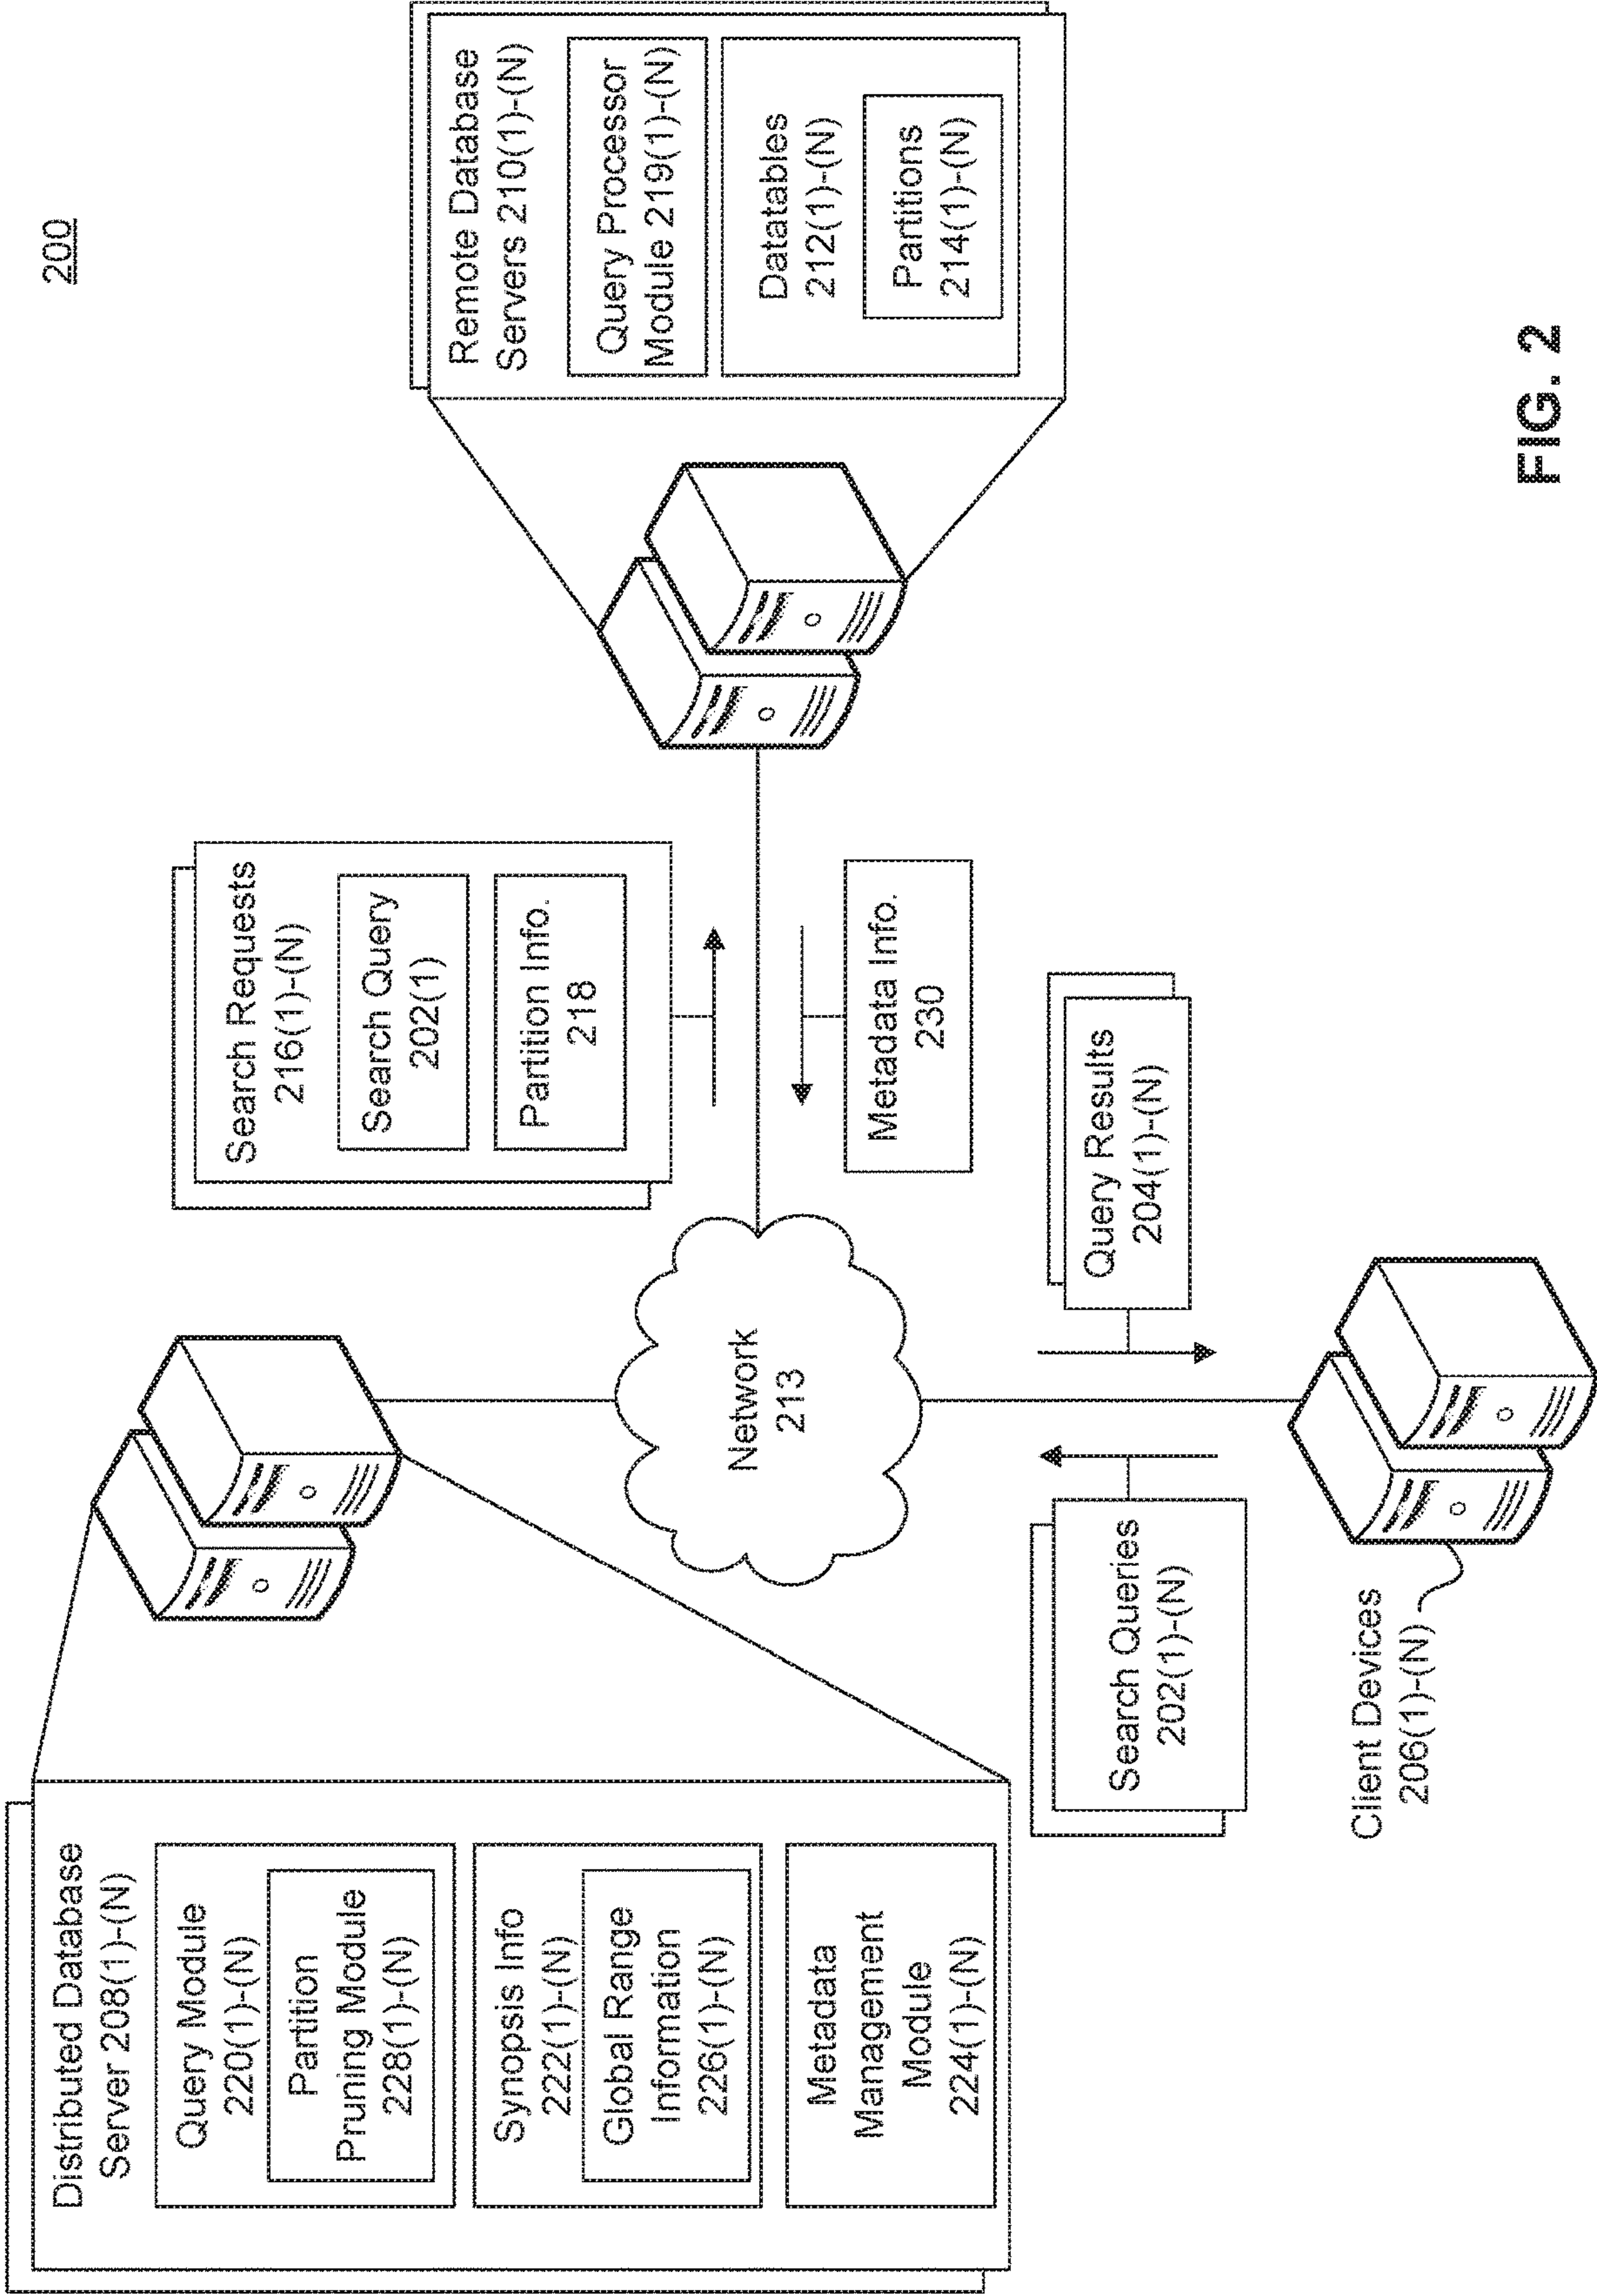 200
Distributed Database
Server 208(1)-(N)
Query Module
220(1)-(N)
Partition
Pruning Module
228(1)-(N)
Synopsis Info
222(1)-(N)
Global Range
Information
226(1)-(N)
Metadata
Management
Module
224(1)-(N)
Search Requests
216(1)-(N)
Search Query
202(1)
Partition Info.
218
Remote Database
Servers 210(1)-(N)
Query Processor
Module 219(1)-(N)
Datatables
212(1)-(N)
Partitions
214(1)-(N)
Network
213
Metadata Info.
230
Search Queries
202(1)-(N)
Query Results
204(1)-(N)
Client Devices
206(1)-(N)
FIG. 2